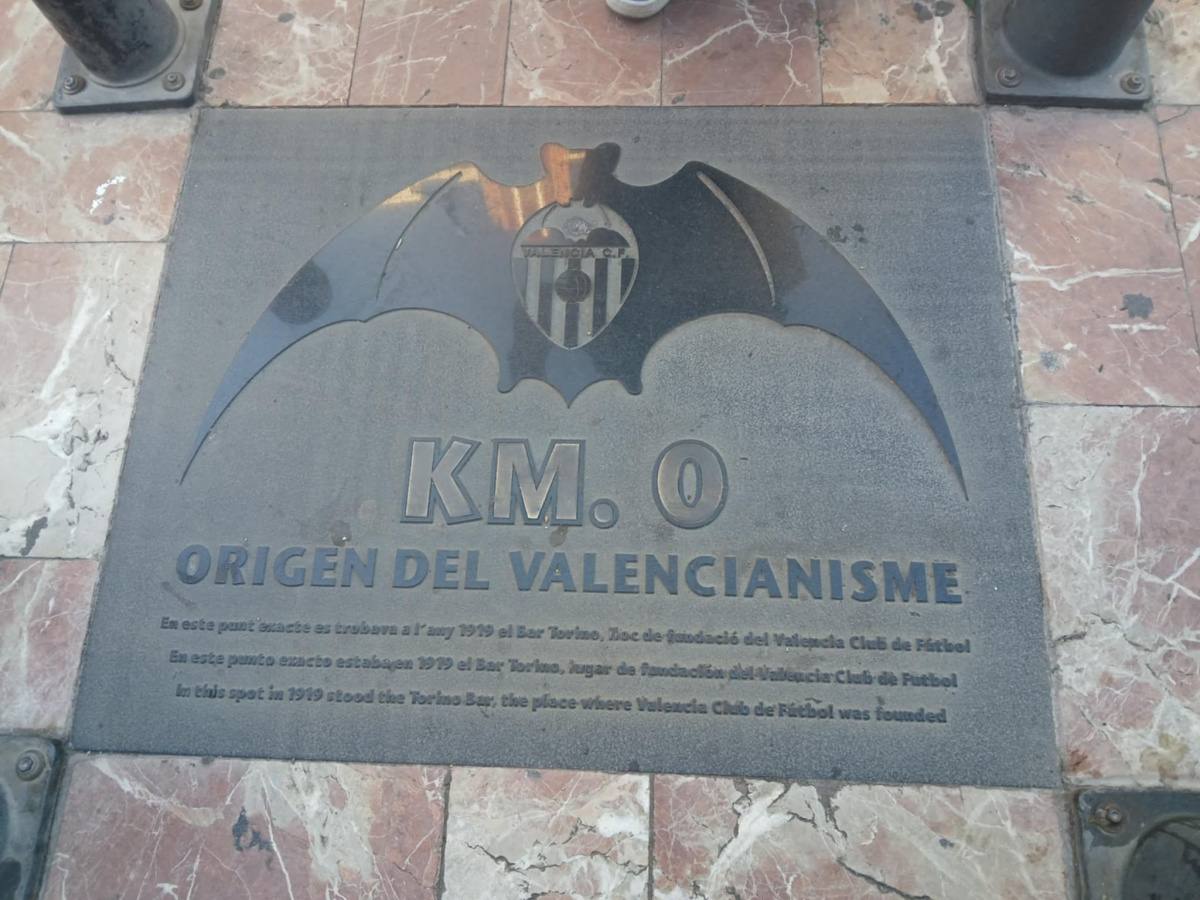 VALENCIA C.F.
KM. 0
ORIGEN DEL VALENCIANISME
En este punt exacte es trobava a l'any 1919 el Bar Torino, lloc de fundació del Valencia Club de Fútbol
En este punto exacto estaba en 1919 el Bar Torino, lugar de fundación del Valencia Club de Futbol
In this spot in 1919 stood the Torino Bar, the place where Valencia Club de Fútbol was founded